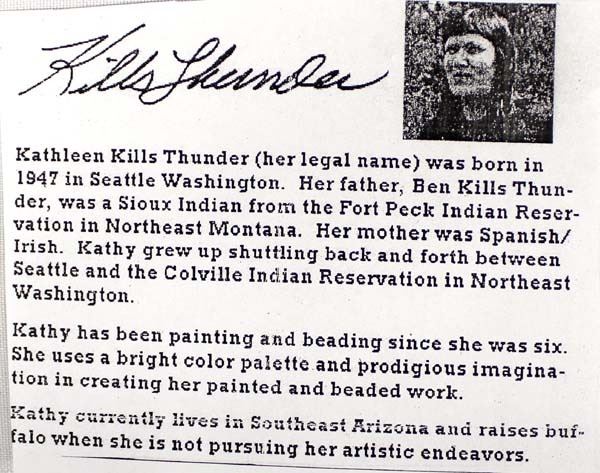 Kills Thunder
Kathleen Kills Thunder (her legal name) was born in
1947 in Seattle Washington. Her father, Ben Kills Thun-
der, was a Sioux Indian from the Fort Peck Indian Reser-
vation in Northeast Montana. Her mother was Spanish/
Irish. Kathy grew up shuttling back and forth between
Seattle and the Colville Indian Reservation in Northeast
Washington.
Kathy has been painting and beading since she was six.
She uses a bright color palette and prodigious imagina-
tion in creating her painted and beaded work.
Kathy currently lives in Southeast Arizona and raises buf-
falo when she is not pursuing her artistic endeavors.